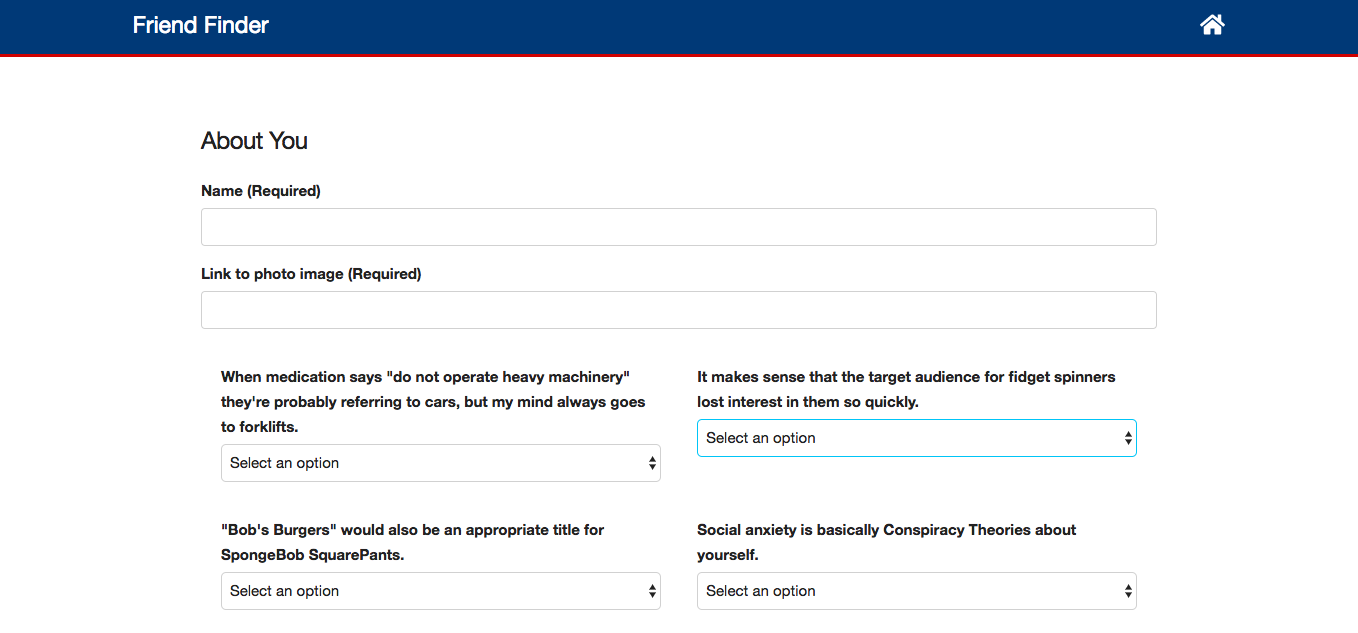 Friend Finder
About You
Name (Required)
Link to photo image (Required)
When medication says "do not operate heavy machinery"
they're probably referring to cars, but my mind always goes
to forklifts.
Select an option
It makes sense that the target audience for fidget spinners
lost interest in them so quickly.
Select an option
"Bob's Burgers" would also be an appropriate title for
SpongeBob SquarePants.
Select an option
Social anxiety is basically Conspiracy Theories about
yourself.
Select an option